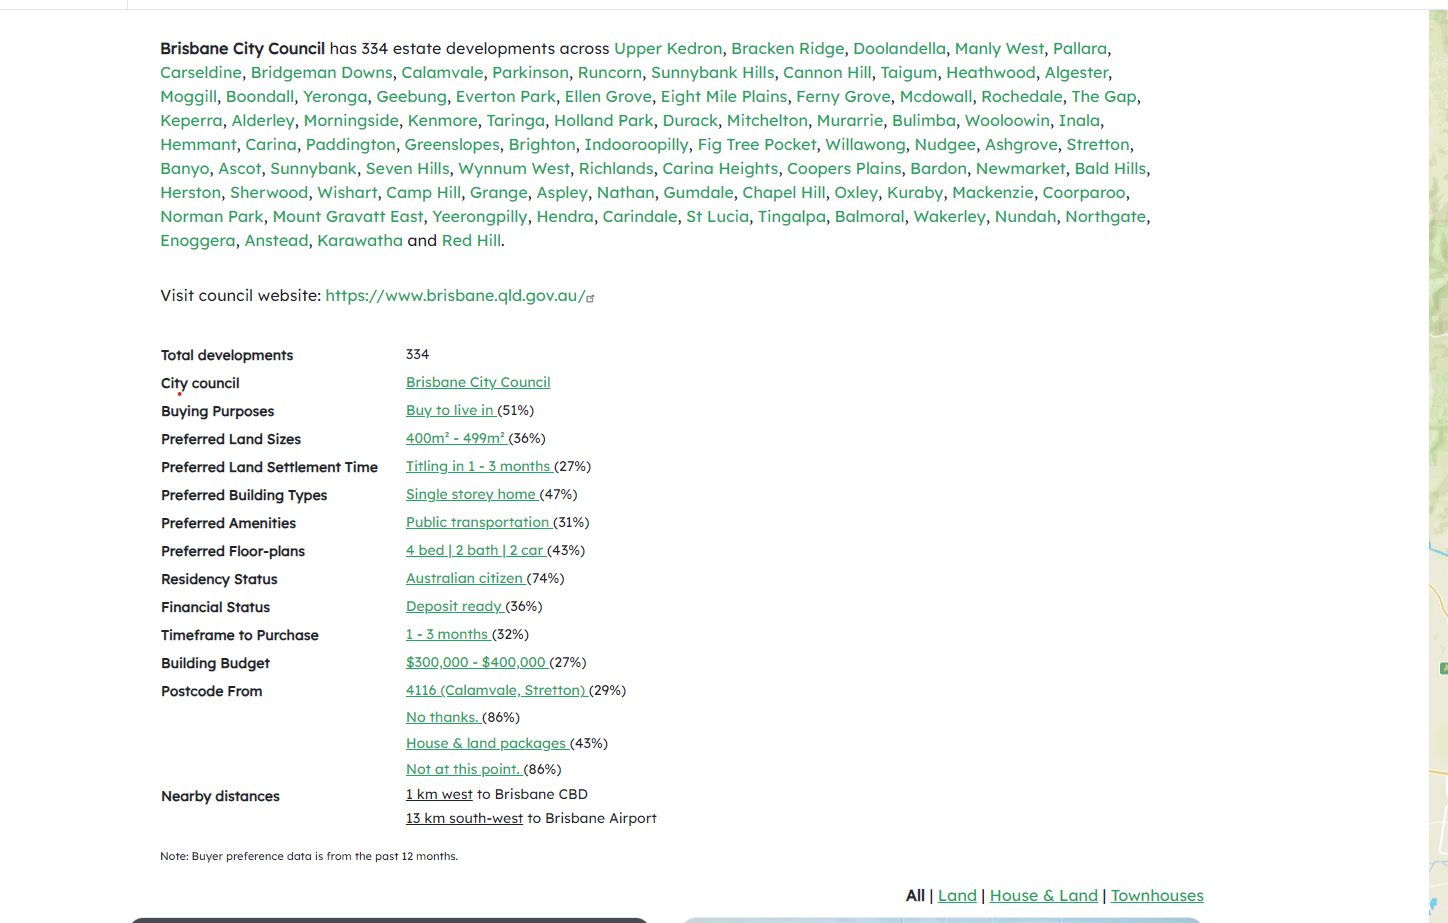 Brisbane City Council has 334 estate developments across Upper Kedron, Bracken Ridge, Doolandella, Manly West, Pallara,
Carseldine, Bridgeman Downs, Calamvale, Parkinson, Runcorn, Sunnybank Hills, Cannon Hill, Taigum, Heathwood, Algester,
Moggill, Boondall, Yeronga, Geebung, Everton Park, Ellen Grove, Eight Mile Plains, Ferny Grove, Mcdowall, Rochedale, The Gap,
Keperra, Alderley, Morningside, Kenmore, Taringa, Holland Park, Durack, Mitchelton, Murarrie, Bulimba, Wooloowin, Inala,
Hemmant, Carina, Paddington, Greenslopes, Brighton, Indooroopilly, Fig Tree Pocket, Willawong, Nudgee, Ashgrove, Stretton,
Banyo, Ascot, Sunnybank, Seven Hills, Wynnum West, Richlands, Carina Heights, Coopers Plains, Bardon, Newmarket, Bald Hills,
Herston, Sherwood, Wishart, Camp Hill, Grange, Aspley, Nathan, Gumdale, Chapel Hill, Oxley, Kuraby, Mackenzie, Coorparoo,
Norman Park, Mount Gravatt East, Yeerongpilly, Hendra, Carindale, St Lucia, Tingalpa, Balmoral, Wakerley, Nundah, Northgate,
Enoggera, Anstead, Karawatha and Red Hill.
Visit council website: https://www.brisbane.qld.gov.au/
Total developments 334
City council Brisbane City Council
Buying Purposes Buy to live in (51%)
Preferred Land Sizes 400m² - 499m² (36%)
Preferred Land Settlement Time Titling in 1 - 3 months (27%)
Preferred Building Types Single storey home (47%)
Preferred Amenities Public transportation (31%)
Preferred Floor-plans 4 bed | 2 bath | 2 car (43%)
Residency Status Australian citizen (74%)
Financial Status Deposit ready (36%)
Timeframe to Purchase 1 - 3 months (32%)
Building Budget $300,000 - $400,000 (27%)
Postcode From 4116 (Calamvale, Stretton) (29%)
No thanks. (86%)
House & land packages (43%)
Not at this point. (86%)
Nearby distances 1 km west to Brisbane CBD
13 km south-west to Brisbane Airport
Note: Buyer preference data is from the past 12 months.
All | Land | House & Land | Townhouses